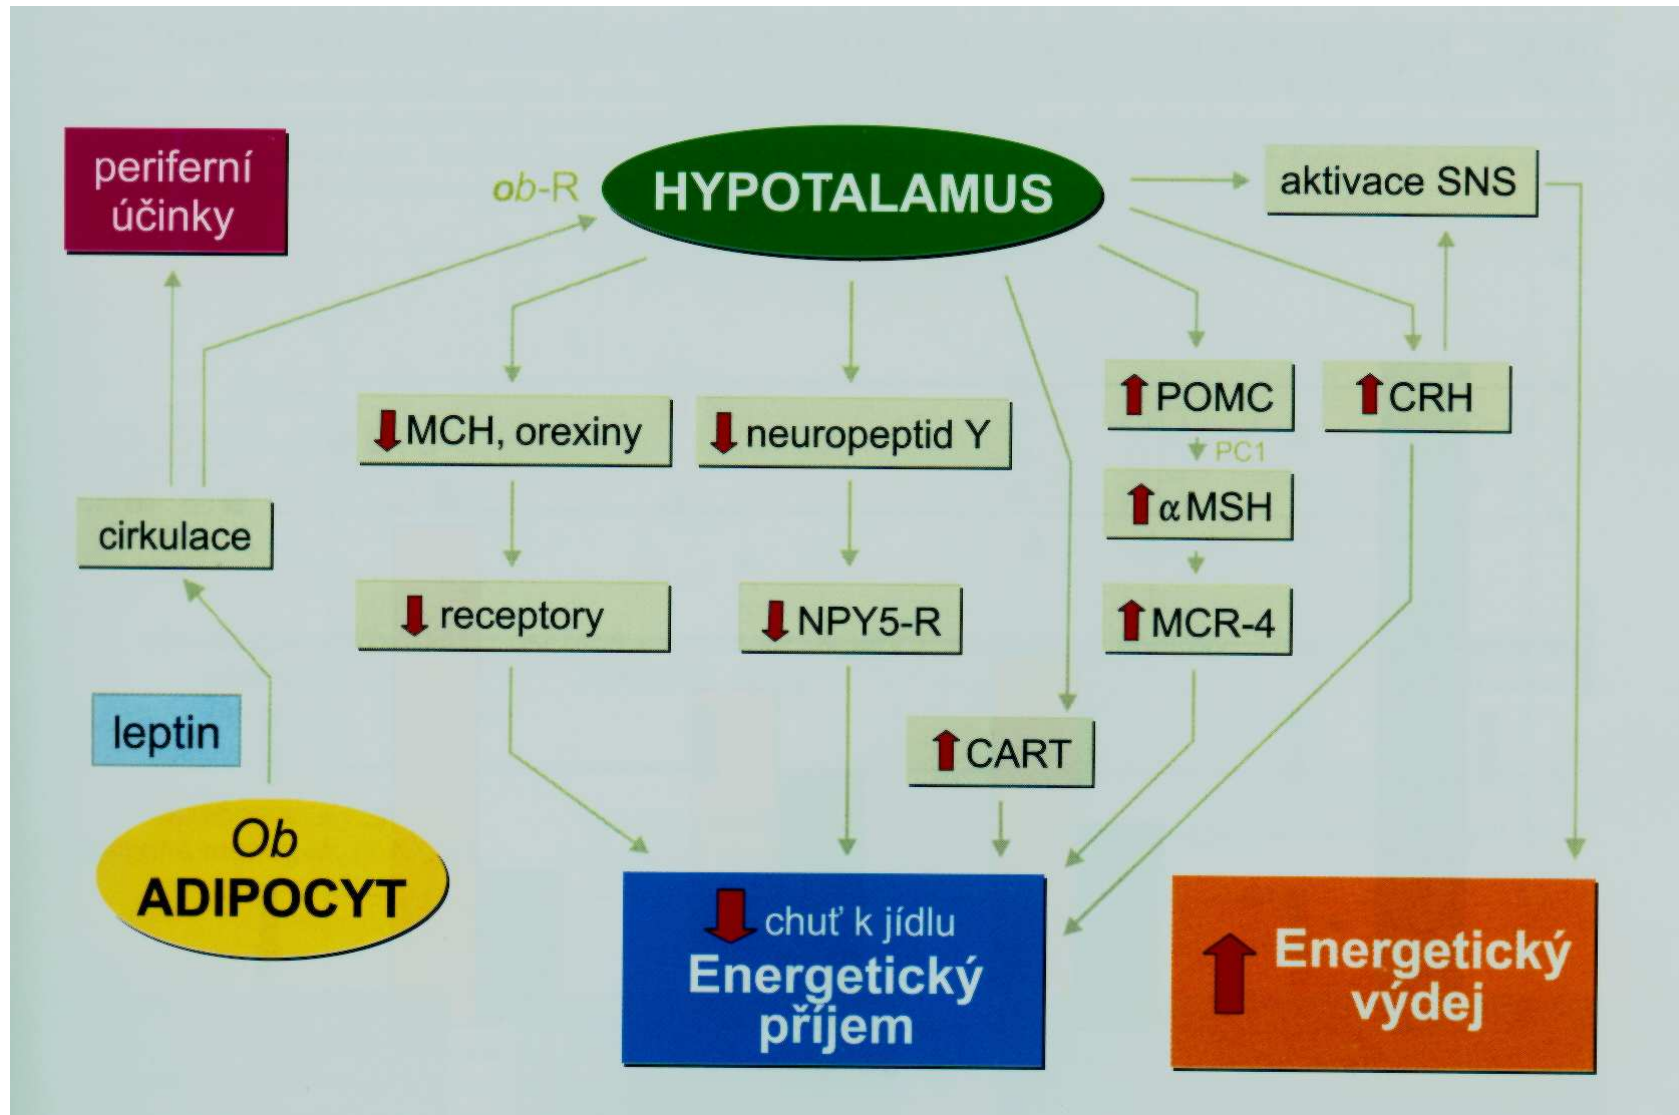 periferní
účinky
ob-R
HYPOTALAMUS
aktivace SNS
MCH, orexiny
neuropeptid Y
POMC
CRH
PC1
αMSH
cirkulace
receptory
NPY5-R
MCR-4
leptin
CART
Ob
ADIPOCYT
chuť k jídlu
Energetický
příjem
Energetický
výdej